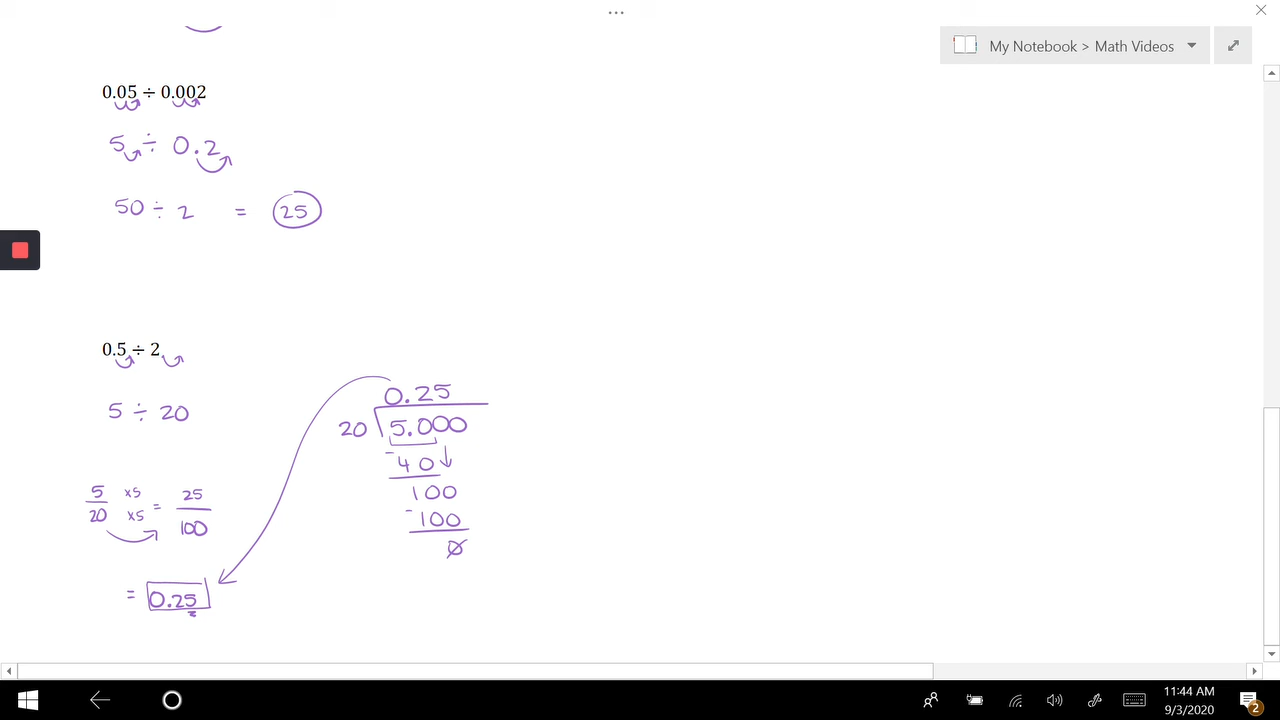 ...
My Notebook > Math Videos
0.05 ÷ 0.002
5 ÷ 0.2
50 ÷ 2 = 25
0.5 ÷ 2
5 ÷ 20
5/20 ×5 ×5 = 25/100
= 0.25
0.25
20 5.000
-40
100
-100
0
11:44 AM
9/3/2020
2